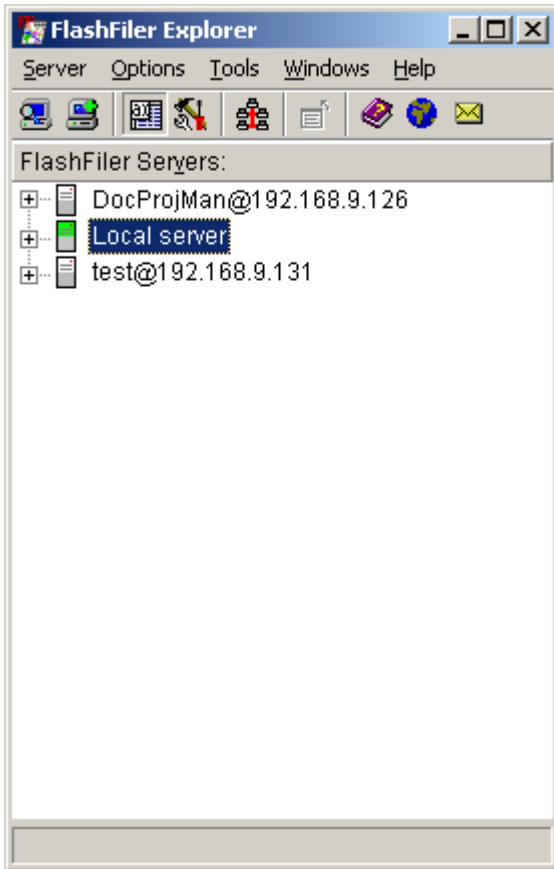 FlashFiler Explorer
Server Options Tools Windows Help
FlashFiler Servers:
DocProjMan@192.168.9.126
Local server
test@192.168.9.131